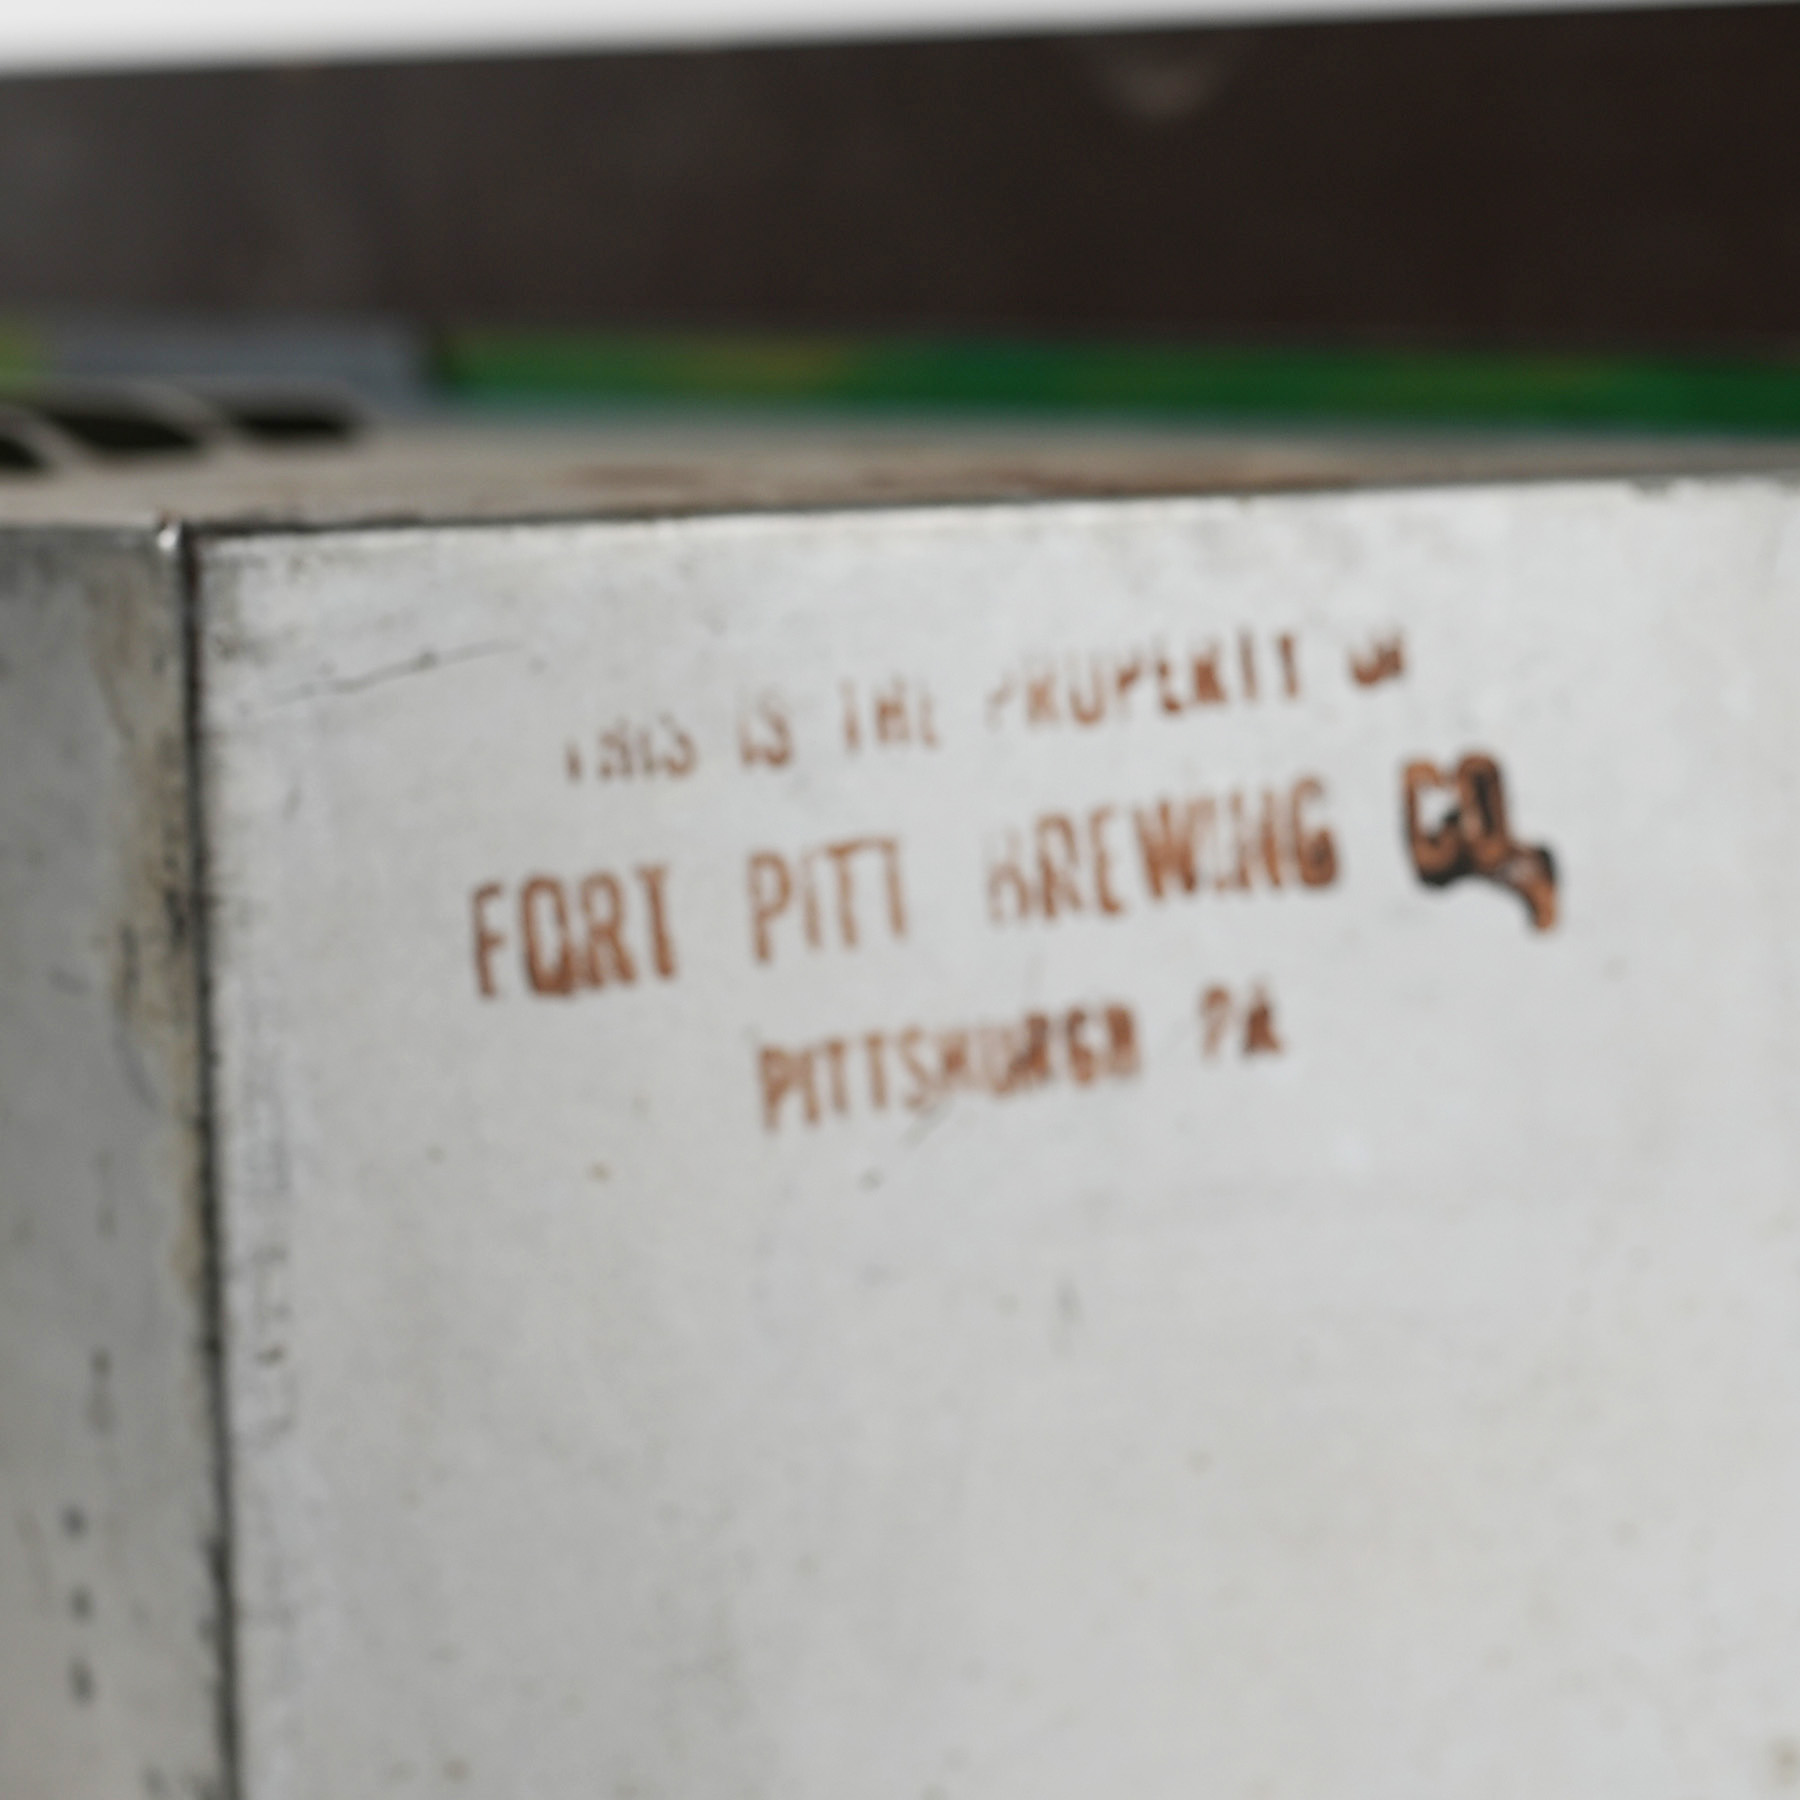 THIS IS THE PROPERTY OF
FORT PITT BREWING CO,
PITTSBURGH PA